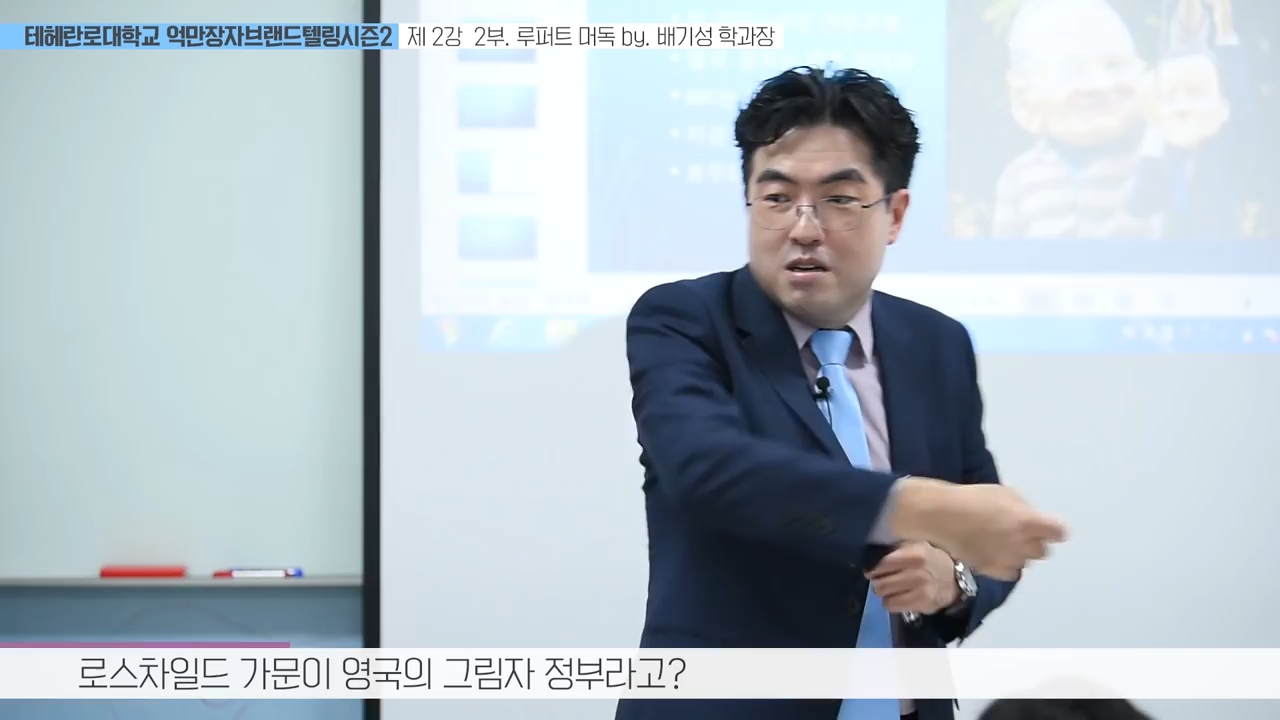 테헤란로대학교 억만장자브랜드텔링시즌2 제 2강 2부. 루퍼트 머독 by. 배기성 학과장
로스차일드 가문이 영국의 그림자 정부라고?